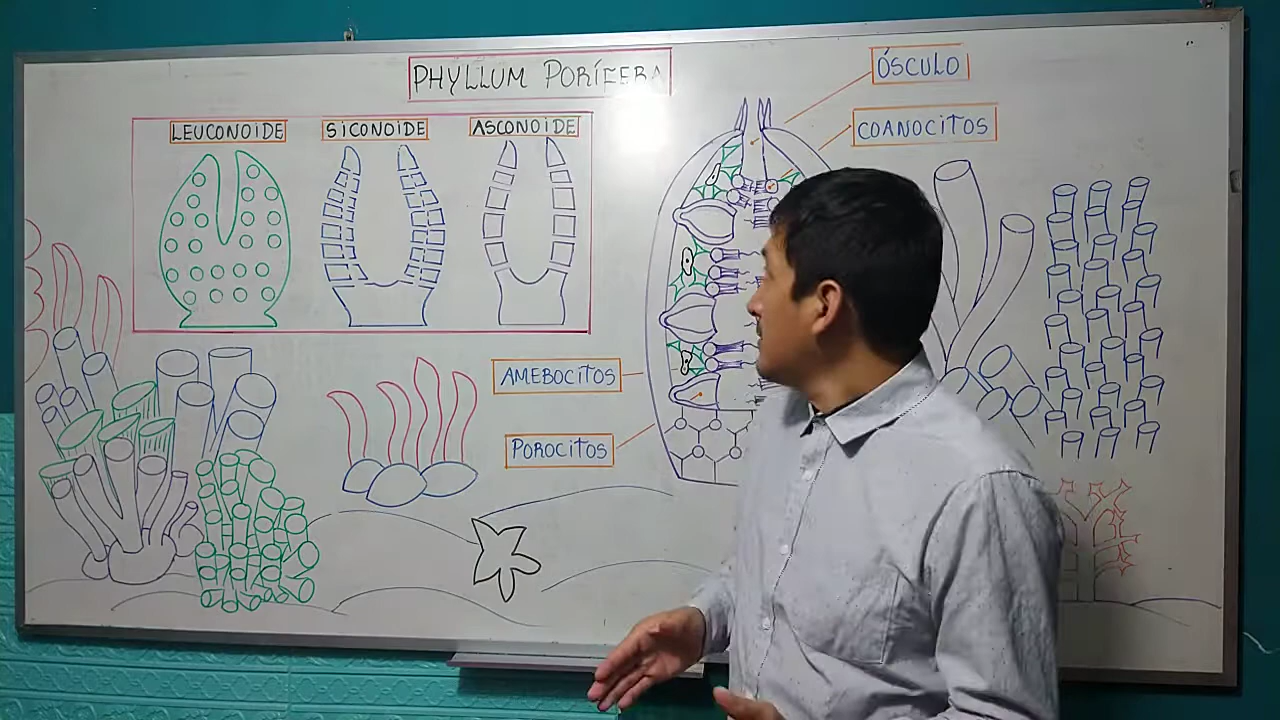 PHYLLUM PORÍFERA
LEUCONOIDE
SICONOIDE
ASCONOIDE
ÓSCULO
COANOCITOS
AMEBOCITOS
POROCITOS